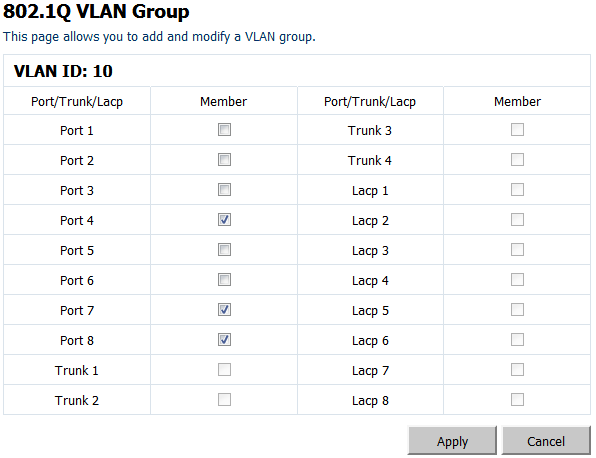 802.1Q VLAN Group
This page allows you to add and modify a VLAN group.
VLAN ID: 10
Port/Trunk/Lacp Member Port/Trunk/Lacp Member
Port 1 Trunk 3
Port 2 Trunk 4
Port 3 Lacp 1
Port 4 Lacp 2
Port 5 Lacp 3
Port 6 Lacp 4
Port 7 Lacp 5
Port 8 Lacp 6
Trunk 1 Lacp 7
Trunk 2 Lacp 8
Apply Cancel